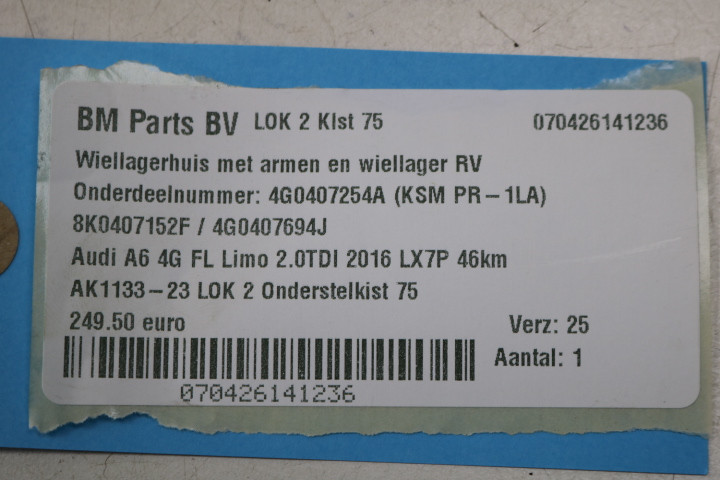 BM Parts BV LOK 2 Klst 75 070426141236
Wiellagerhuis met armen en wiellager RV
Onderdeelnummer: 4G0407254A (KSM PR-1LA)
8K0407152F / 4G0407694J
Audi A6 4G FL Limo 2.0TDI 2016 LX7P 46km
AK1133-23 LOK 2 Onderstelkist 75
249.50 euro Verz: 25
Aantal: 1
070426141236